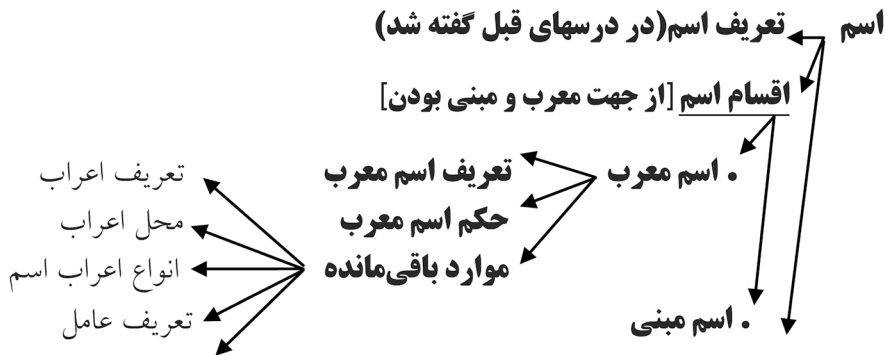 اسم تعریف اسم(در درسهای قبل گفته شد)
اقسام اسم [از جهت معرب و مبنی بودن]
. اسم معرب تعریف اسم معرب تعریف اعراب
حکم اسم معرب محل اعراب
موارد باقی‌مانده انواع اعراب اسم
. اسم مبنی تعریف عامل